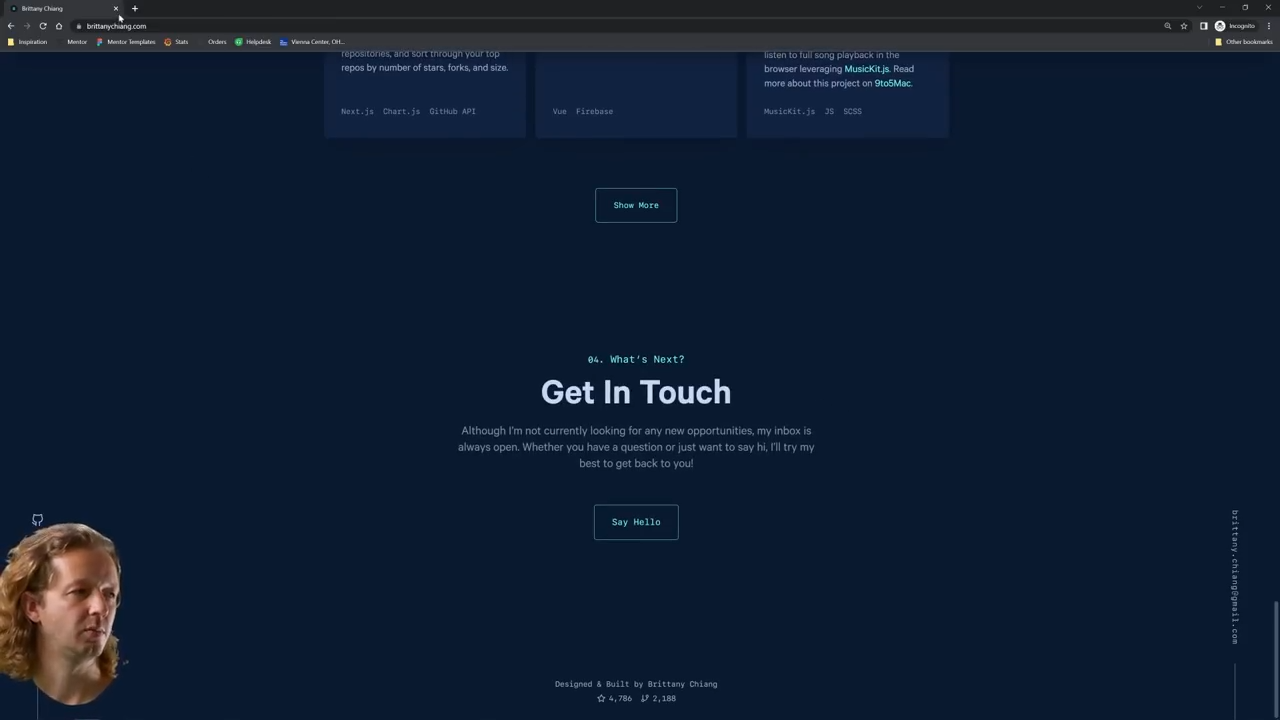 Brittany Chiang
brittanychiang.com
Incognito
Inspiration
Mentor
Mentor Templates
Stats
Orders
Helpdesk
Vienna Center, OH...
Other bookmarks
repositories, and sort through your top
repos by number of stars, forks, and size.
Next.js Chart.js GitHub API
Vue Firebase
listen to full song playback in the
browser leveraging MusicKit.js. Read
more about this project on 9to5Mac.
MusicKit.js JS SCSS
Show More
04. What's Next?
Get In Touch
Although I'm not currently looking for any new opportunities, my inbox is
always open. Whether you have a question or just want to say hi, I'll try my
best to get back to you!
Say Hello
brittany.chiang@gmail.com
Designed & Built by Brittany Chiang
4,786 2,188